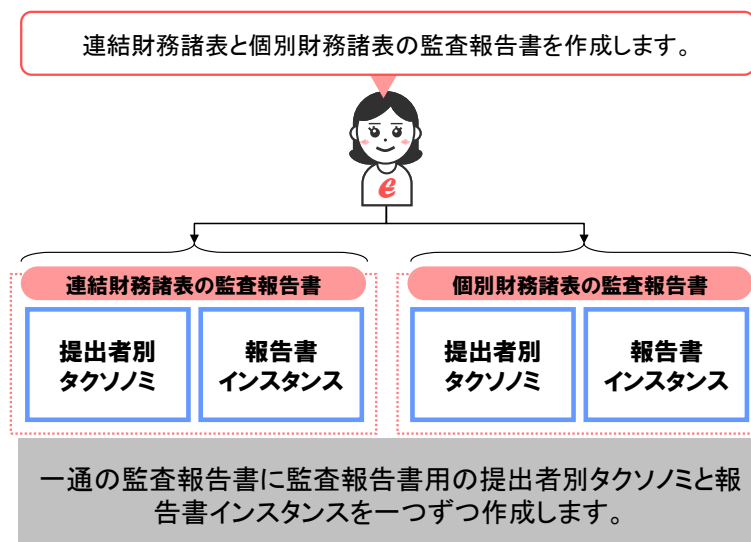 連結財務諸表と個別財務諸表の監査報告書を作成します。
e
連結財務諸表の監査報告書
提出者別
タクソノミ
報告書
インスタンス
個別財務諸表の監査報告書
提出者別
タクソノミ
報告書
インスタンス
一通の監査報告書に監査報告書用の提出者別タクソノミと報
告書インスタンスを一つずつ作成します。